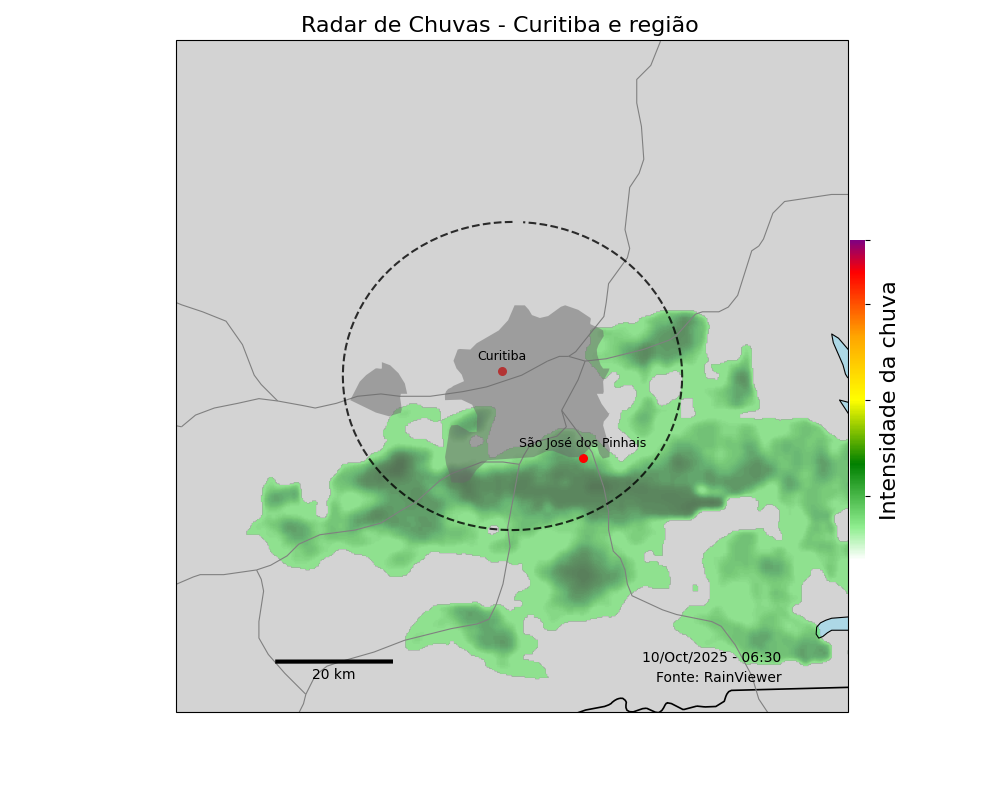 Radar de Chuvas - Curitiba e região
Curitiba
São José dos Pinhais
Intensidade da chuva
10/Oct/2025 - 06:30
20 km
Fonte: RainViewer